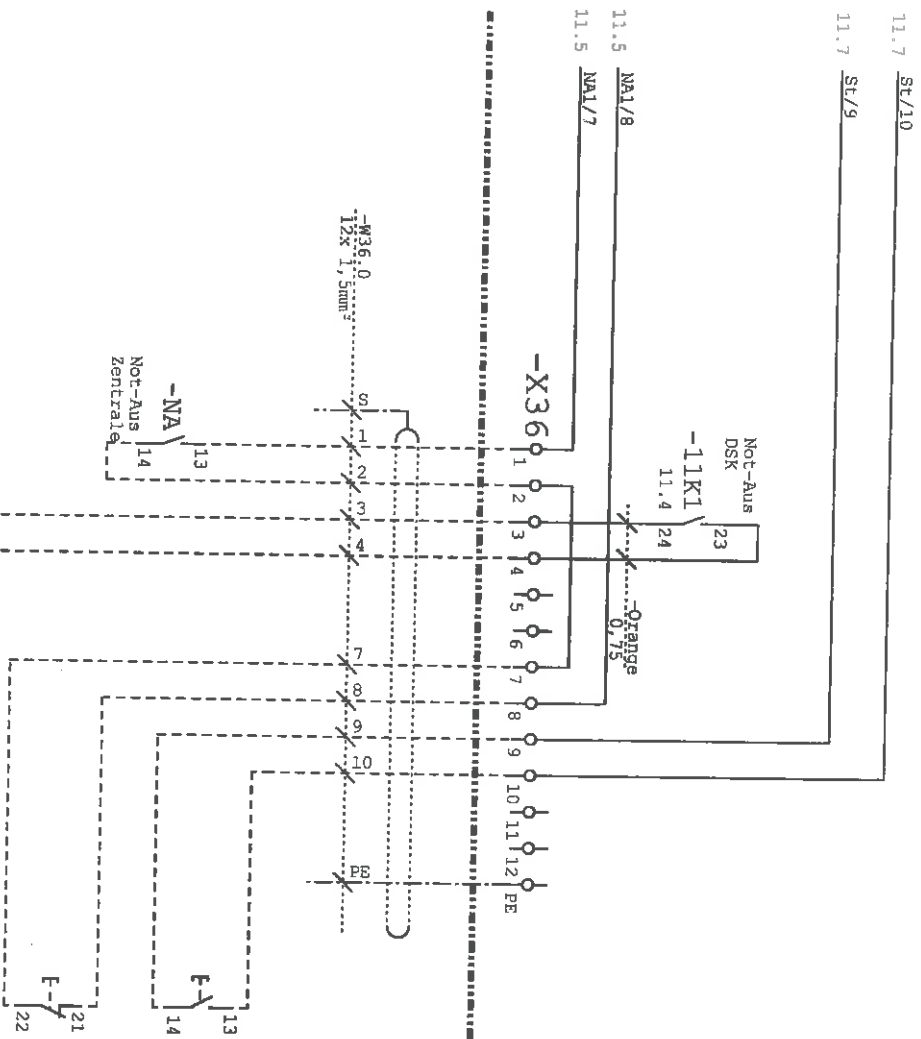 11.7 St/10
11.7 St/9
11.5 NA1/8
11.5 NA1/7
Not-Aus
DSK
-11K1
11.4
23
24
-Orange
0,75
-X36
1
2
3
4
5
6
7
8
9
10
11
12
PE
-W36.0
12x 1,5mm²
S
1
2
3
4
7
8
9
10
PE
-NA
Not-Aus
Zentrale
13
14
13
14
21
22